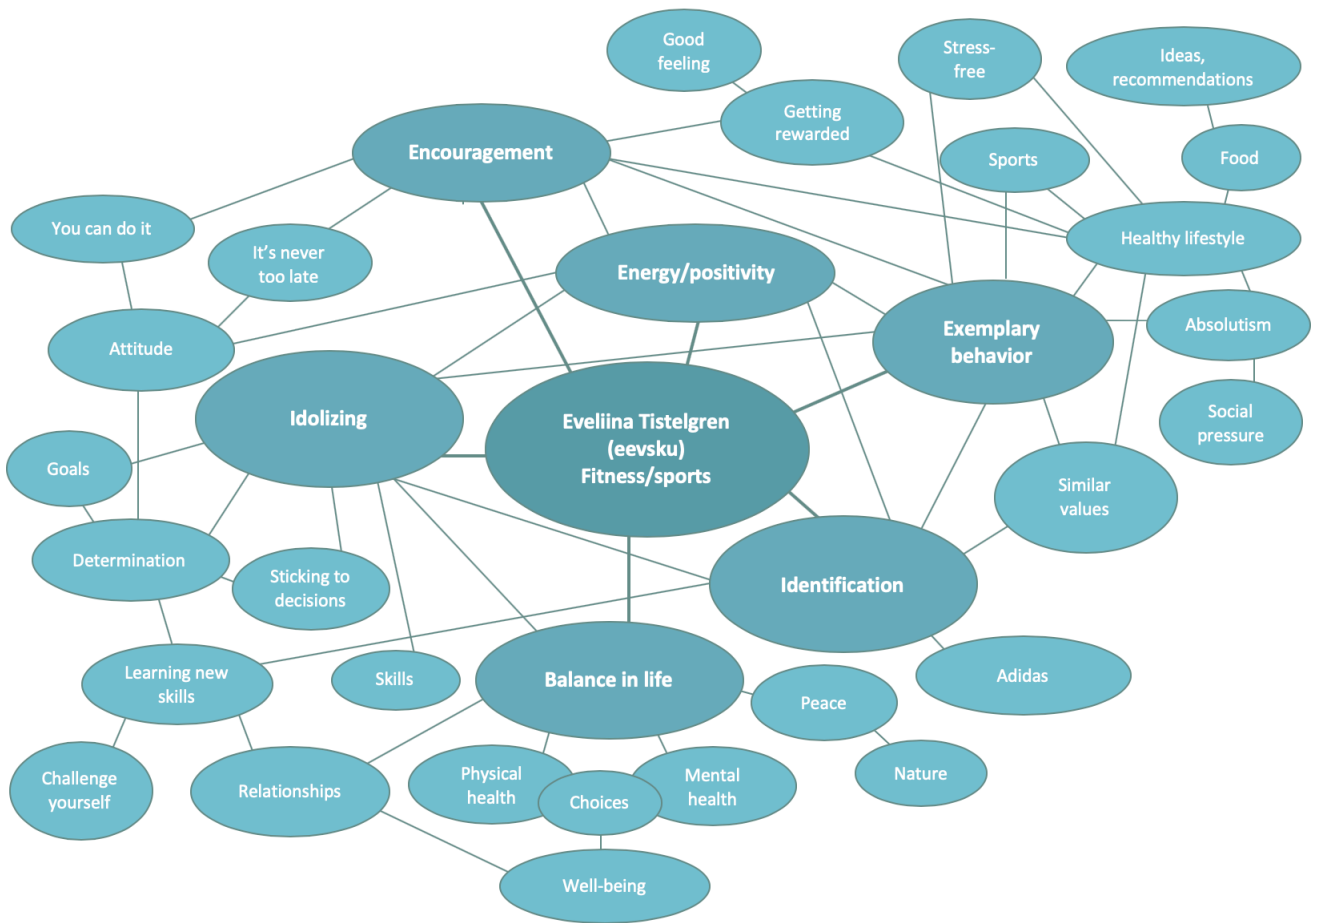 Good
feeling
Stress-
free
Ideas,
recommendations
Getting
rewarded
Encouragement
Sports
Food
You can do it
It’s never
too late
Healthy lifestyle
Energy/positivity
Absolutism
Exemplary
behavior
Attitude
Idolizing
Eveliina Tistelgren
(eevsku)
Fitness/sports
Social
pressure
Goals
Similar
values
Determination
Sticking to
decisions
Identification
Learning new
skills
Skills
Balance in life
Adidas
Peace
Challenge
yourself
Relationships
Physical
health
Choices
Mental
health
Nature
Well-being